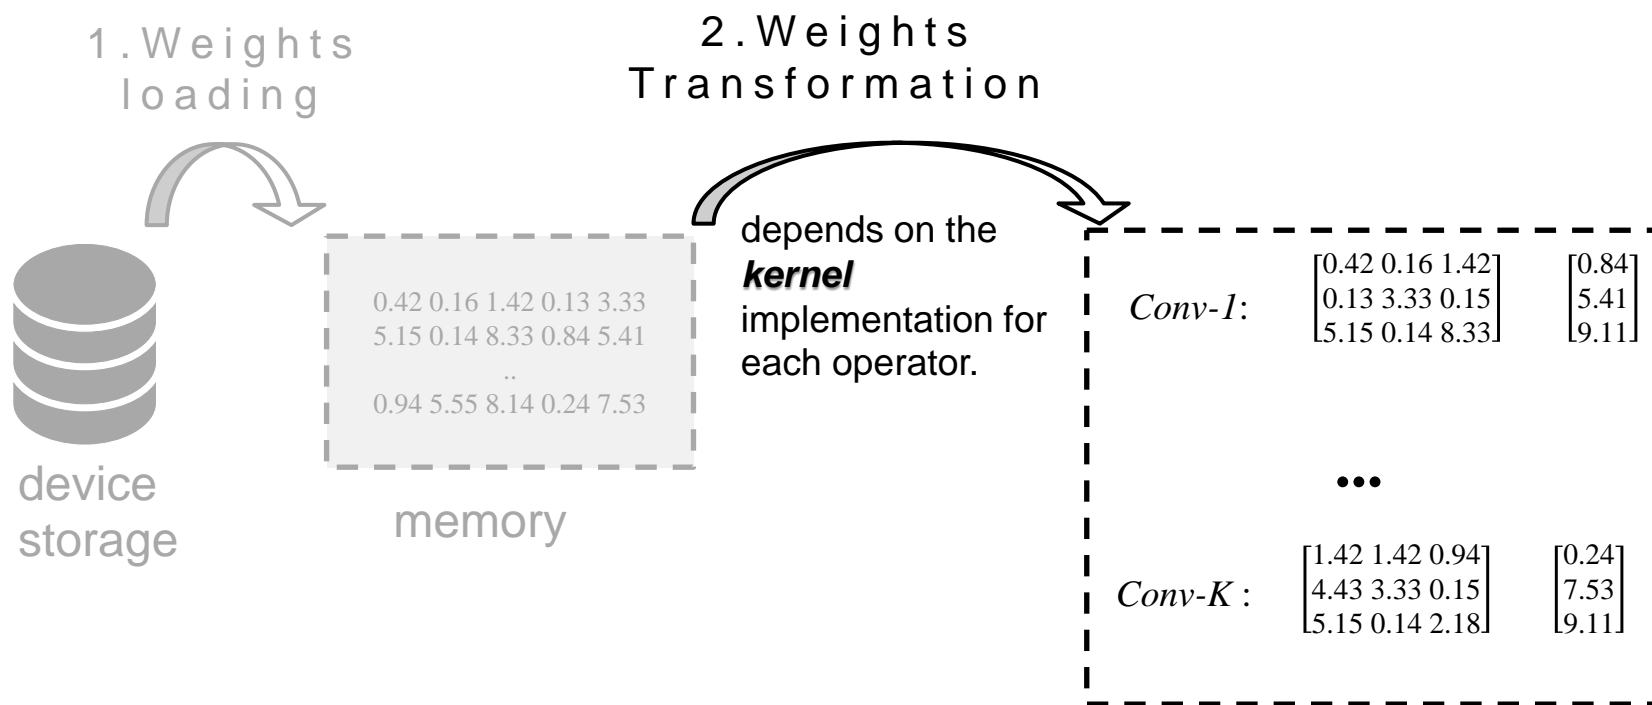 1.Weights
loading
2.Weights
Transformation
device
storage
0.42 0.16 1.42 0.13 3.33
5.15 0.14 8.33 0.84 5.41
..
0.94 5.55 8.14 0.24 7.53
memory
depends on the
kernel
implementation for
each operator.
Conv-1:
[0.42 0.16 1.42]
[0.13 3.33 0.15]
[5.15 0.14 8.33]
[0.84]
[5.41]
[9.11]
•••
Conv-K :
[1.42 1.42 0.94]
[4.43 3.33 0.15]
[5.15 0.14 2.18]
[0.24]
[7.53]
[9.11]